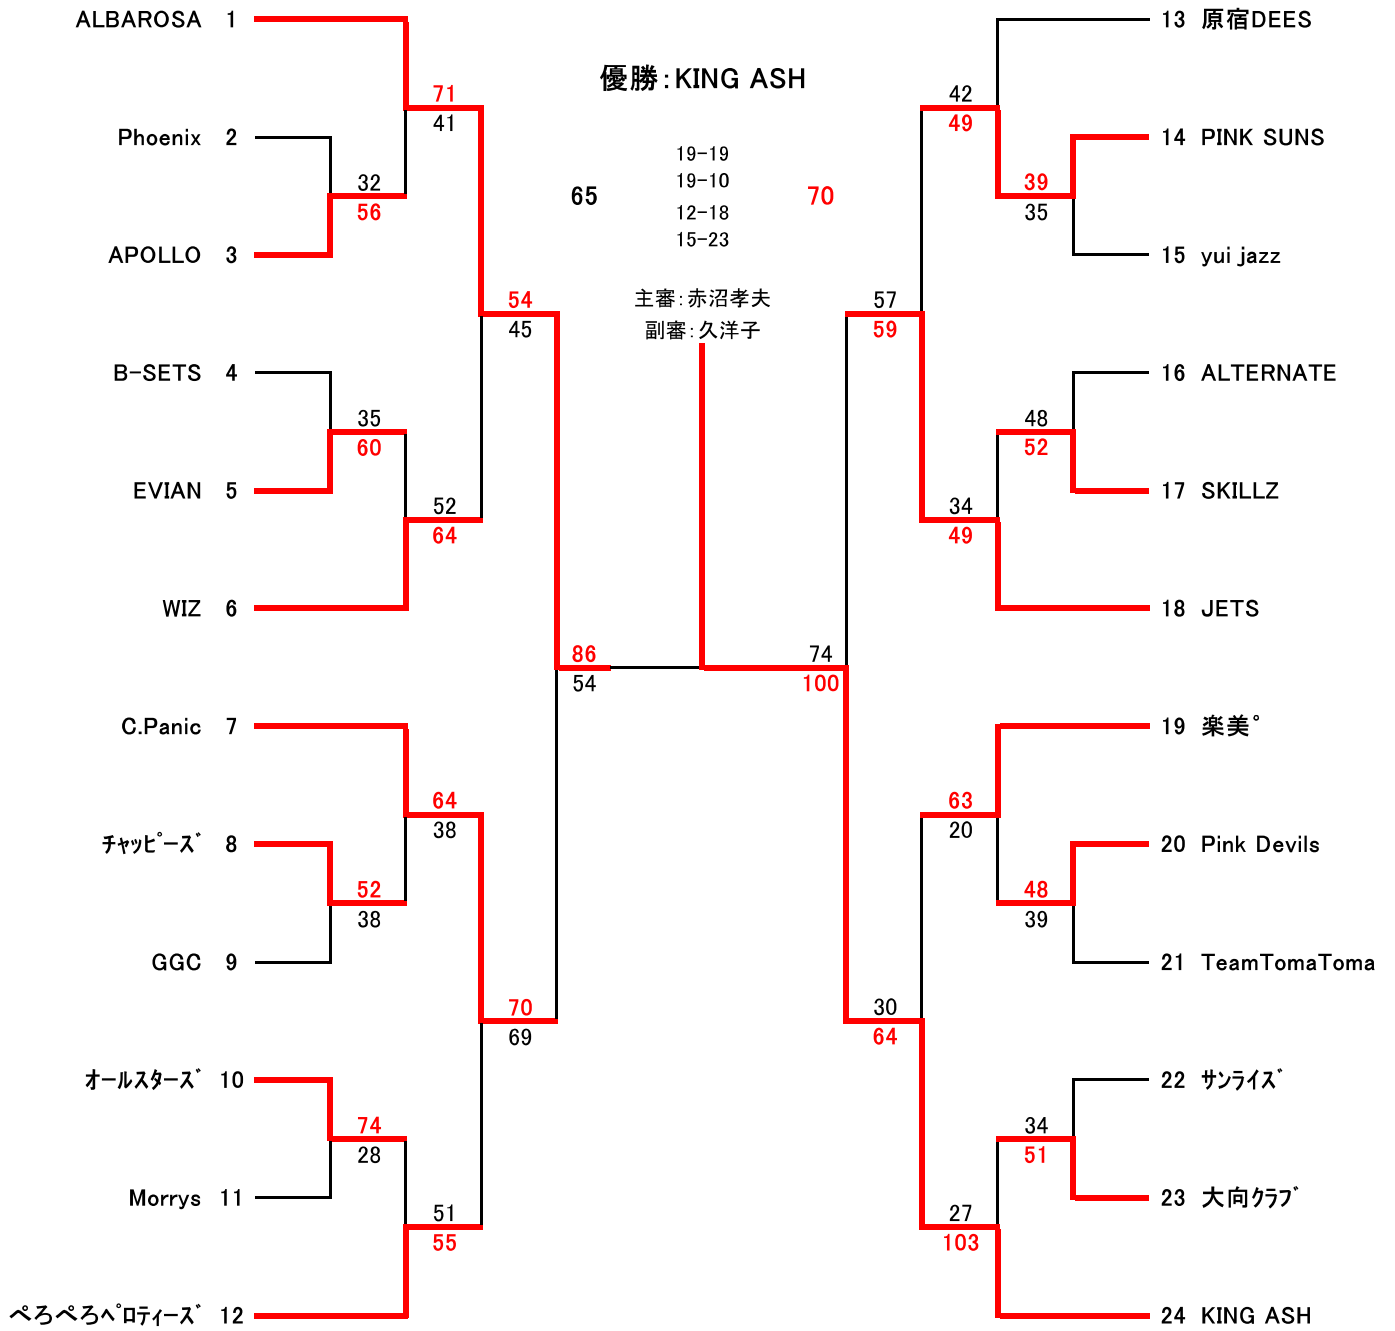 ALBAROSA 1
13 原宿DEES
優勝：KING ASH
71
41
42
49
Phoenix 2
14 PINK SUNS
19-19
19-10
12-18
15-23
65
70
32
56
39
35
APOLLO 3
15 yui jazz
主審：赤沼孝夫
副審：久洋子
54
45
57
59
B-SETS 4
16 ALTERNATE
35
60
48
52
EVIAN 5
17 SKILLZ
52
64
34
49
WIZ 6
18 JETS
86
54
74
100
C.Panic 7
19 楽美゜
64
38
63
20
ﾁｬｯﾋﾟｰｽﾞ 8
20 Pink Devils
52
38
48
39
GGC 9
21 TeamTomaToma
70
69
30
64
ｵｰﾙｽﾀｰｽﾞ 10
22 ｻﾝﾗｲｽﾞ
74
28
34
51
Morrys 11
23 大向ｸﾗﾌﾞ
51
55
27
103
ぺろぺろﾍﾟﾛﾃｨｰｽﾞ 12
24 KING ASH